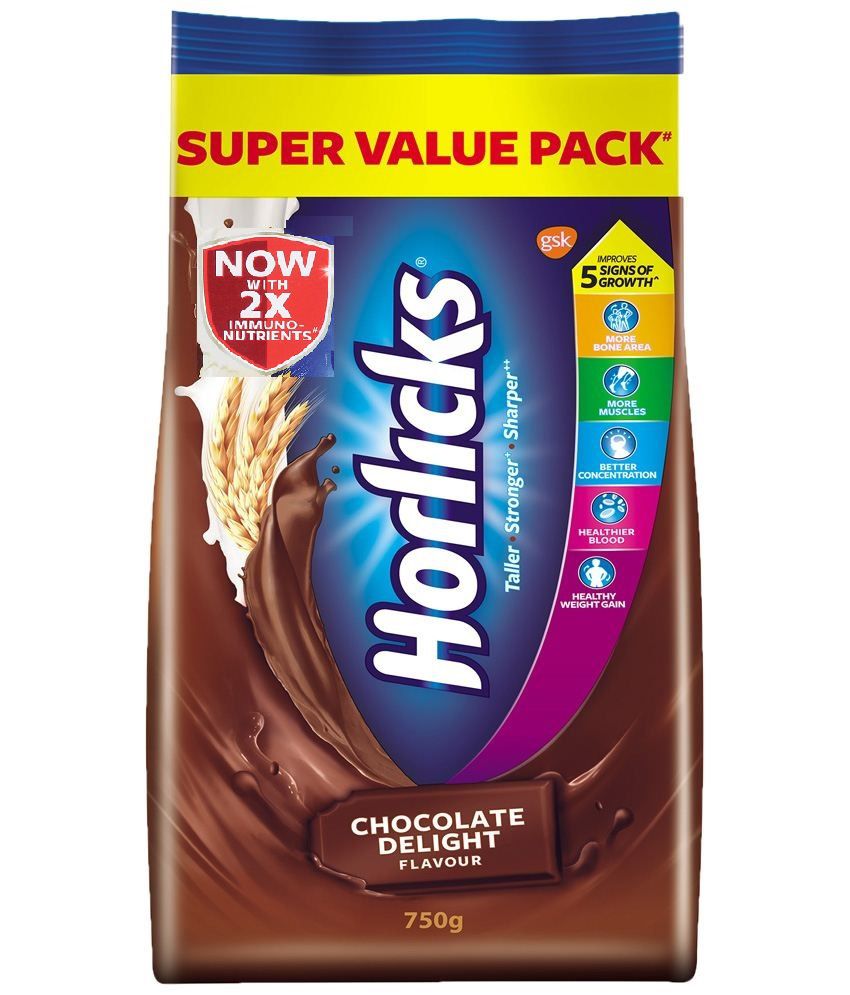 SUPER VALUE PACK#
NOW
WITH
2X
IMMUNO-
NUTRIENTS#
Horlicks®
Taller • Stronger+ • Sharper++
gsk
IMPROVES
5 SIGNS OF
GROWTH^
MORE
BONE AREA
MORE
MUSCLES
BETTER
CONCENTRATION
HEALTHIER
BLOOD
HEALTHY
WEIGHT GAIN
CHOCOLATE
DELIGHT
FLAVOUR
750g